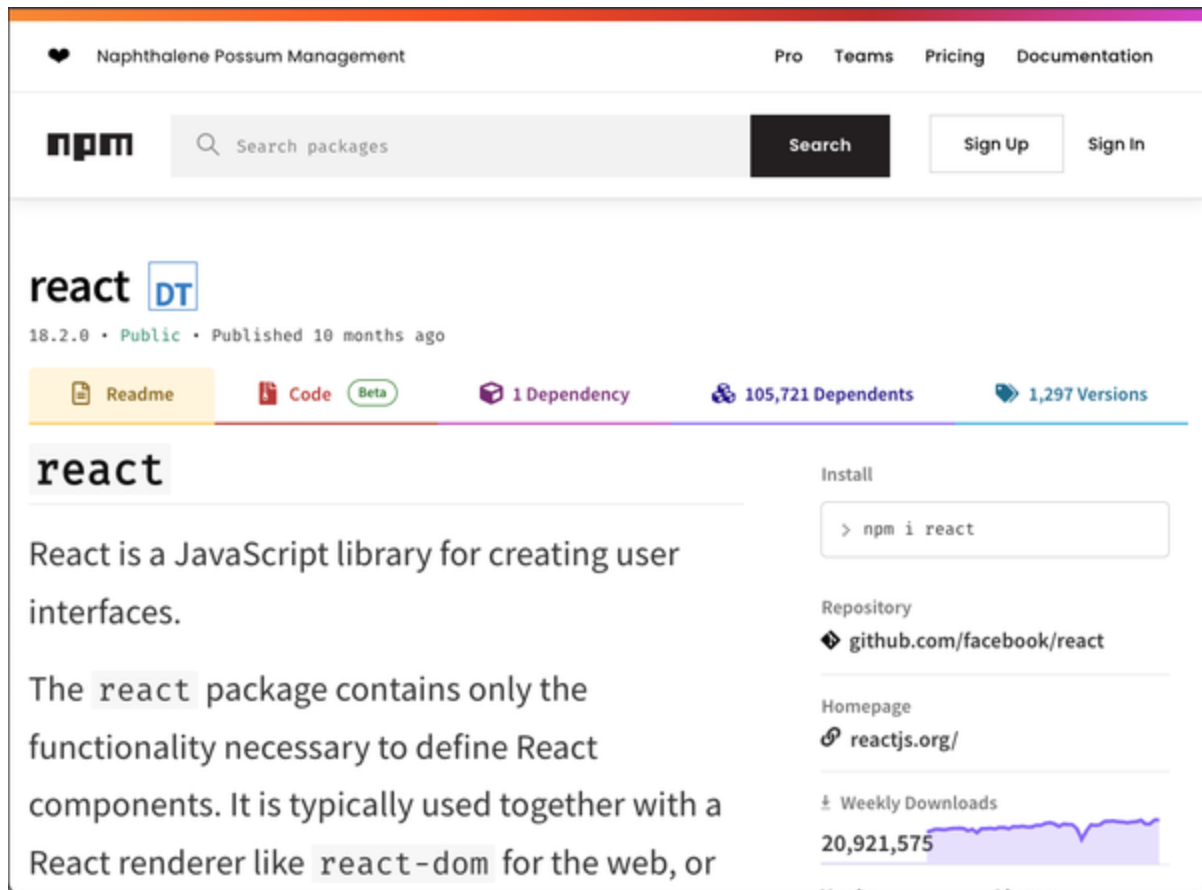 Naphthalene Possum Management
Pro Teams Pricing Documentation
npm
Search packages
Search
Sign Up
Sign In
react DT
18.2.0 • Public • Published 10 months ago
Readme
Code Beta
1 Dependency
105,721 Dependents
1,297 Versions
react
React is a JavaScript library for creating user
interfaces.
The react package contains only the
functionality necessary to define React
components. It is typically used together with a
React renderer like react-dom for the web, or
Install
> npm i react
Repository
github.com/facebook/react
Homepage
reactjs.org/
Weekly Downloads
20,921,575